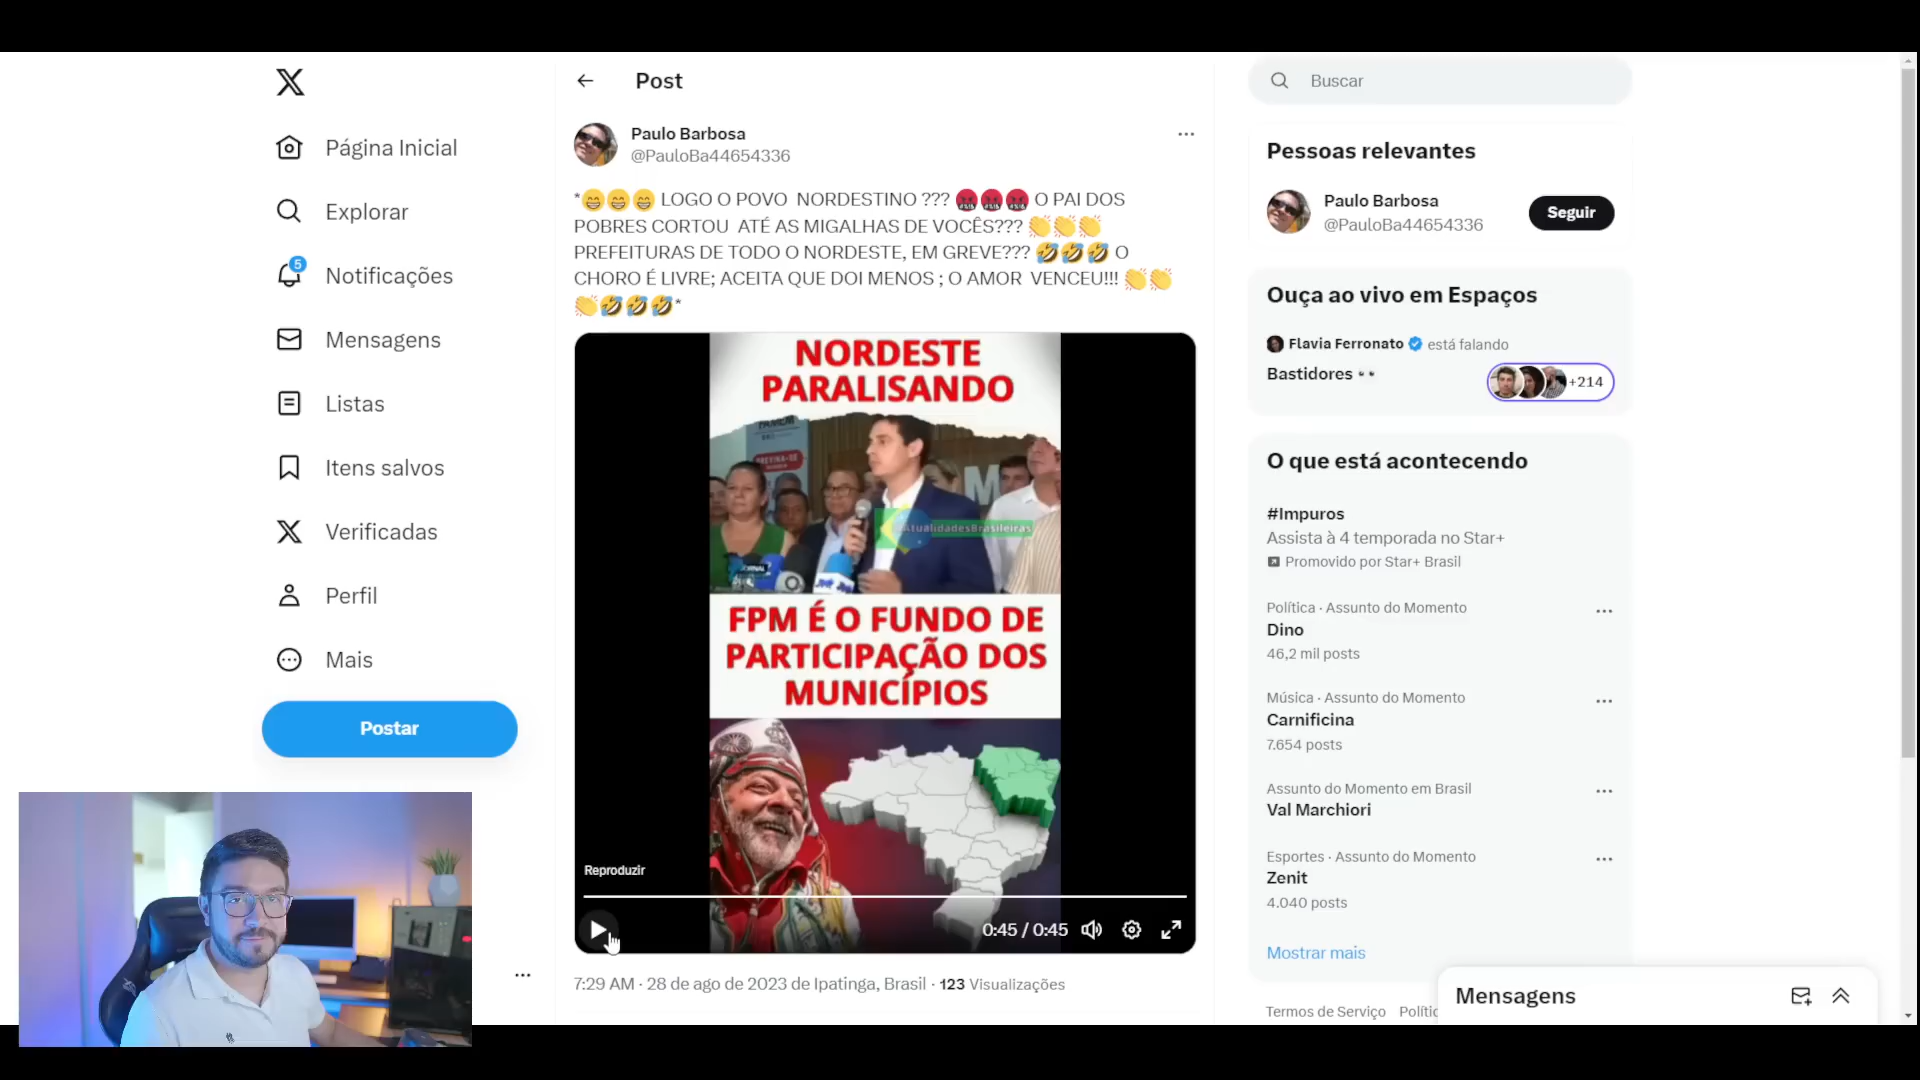 Página Inicial
Explorar
5
Notificações
Mensagens
Listas
Itens salvos
Verificadas
Perfil
Mais
Postar
Post
Paulo Barbosa
@PauloBa44654336
*😁😁😁 LOGO O POVO NORDESTINO ??? 🤬🤬🤬 O PAI DOS
POBRES CORTOU ATÉ AS MIGALHAS DE VOCÊS??? 👏👏👏
PREFEITURAS DE TODO O NORDESTE, EM GREVE??? 🤣🤣🤣 O
CHORO É LIVRE; ACEITA QUE DOI MENOS ; O AMOR VENCEU!!! 👏👏
👏🤣🤣🤣*
NORDESTE
PARALISANDO
PREVINA-SE
M
AtualidadesBrasileiras
JORNAL
FPM É O FUNDO DE
PARTICIPAÇÃO DOS
MUNICÍPIOS
Reproduzir
0:45 / 0:45
7:29 AM · 28 de ago de 2023 de Ipatinga, Brasil · 123 Visualizações
Buscar
Pessoas relevantes
Paulo Barbosa
@PauloBa44654336
Seguir
Ouça ao vivo em Espaços
Flavia Ferronato está falando
Bastidores 👀
+214
O que está acontecendo
#Impuros
Assista à 4 temporada no Star+
Promovido por Star+ Brasil
Política · Assunto do Momento
Dino
46,2 mil posts
Música · Assunto do Momento
Carnificina
7.654 posts
Assunto do Momento em Brasil
Val Marchiori
Esportes · Assunto do Momento
Zenit
4.040 posts
Mostrar mais
Termos de Serviço Polític
Mensagens